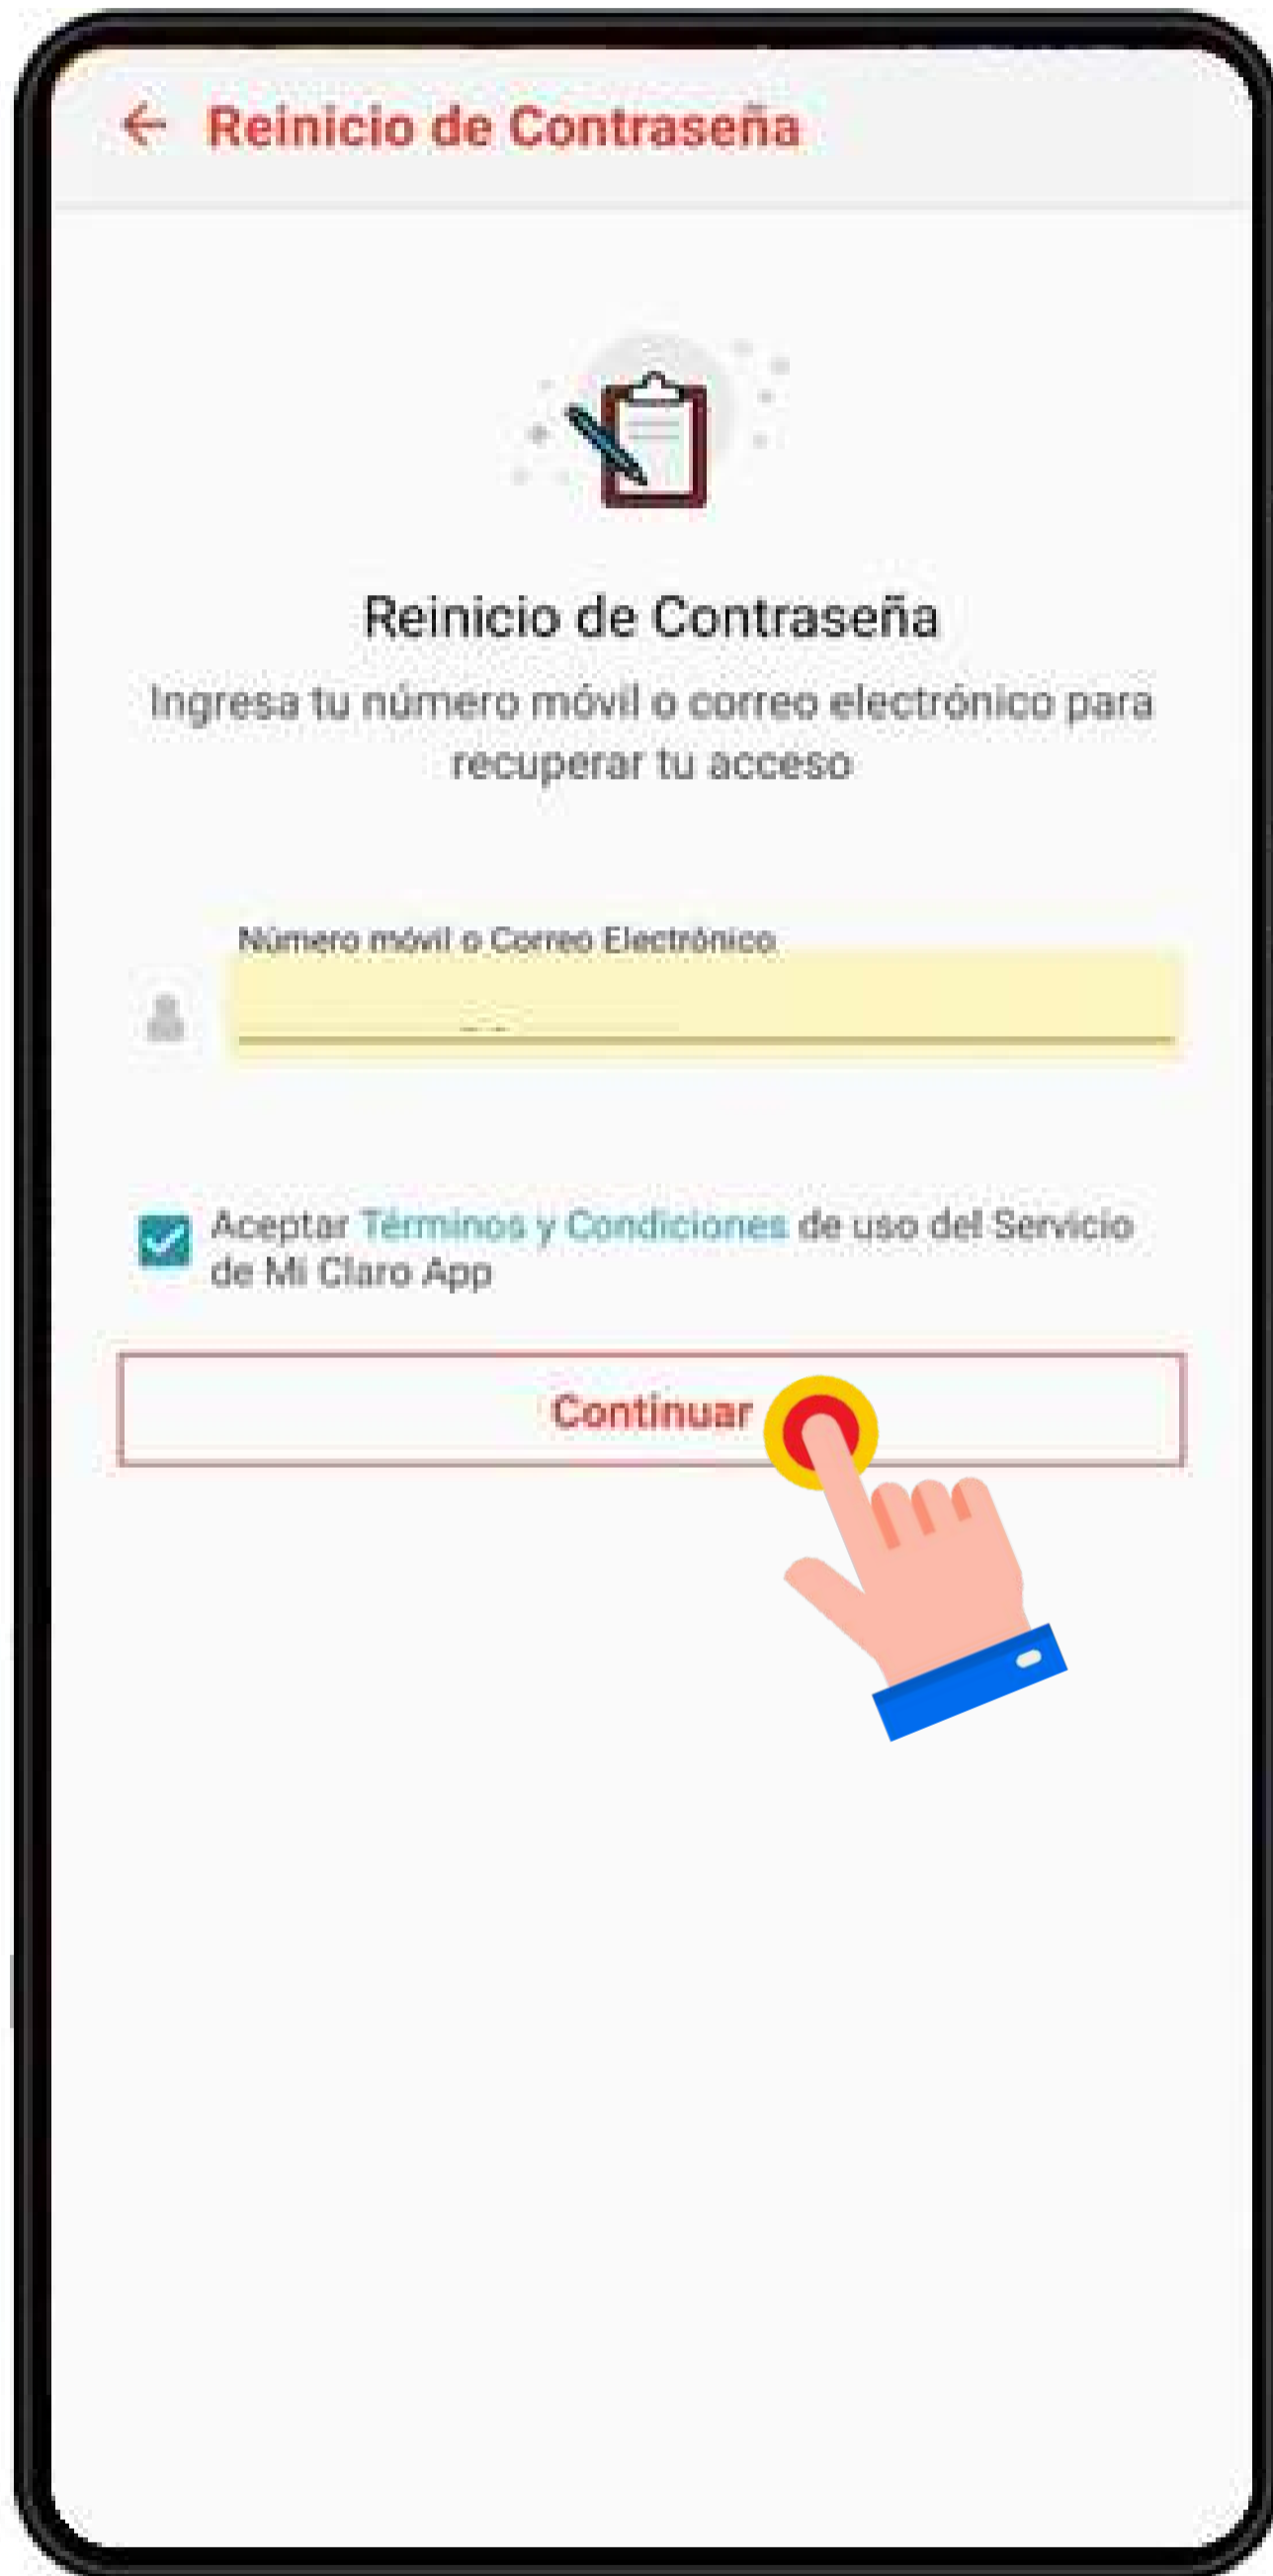 Reinicio de Contraseña
Reinicio de Contraseña
Ingresa tu número móvil o correo electrónico para
recuperar tu acceso
Número móvil o Correo Electrónico
Aceptar Términos y Condiciones de uso del Servicio
de Mi Claro App
Continuar